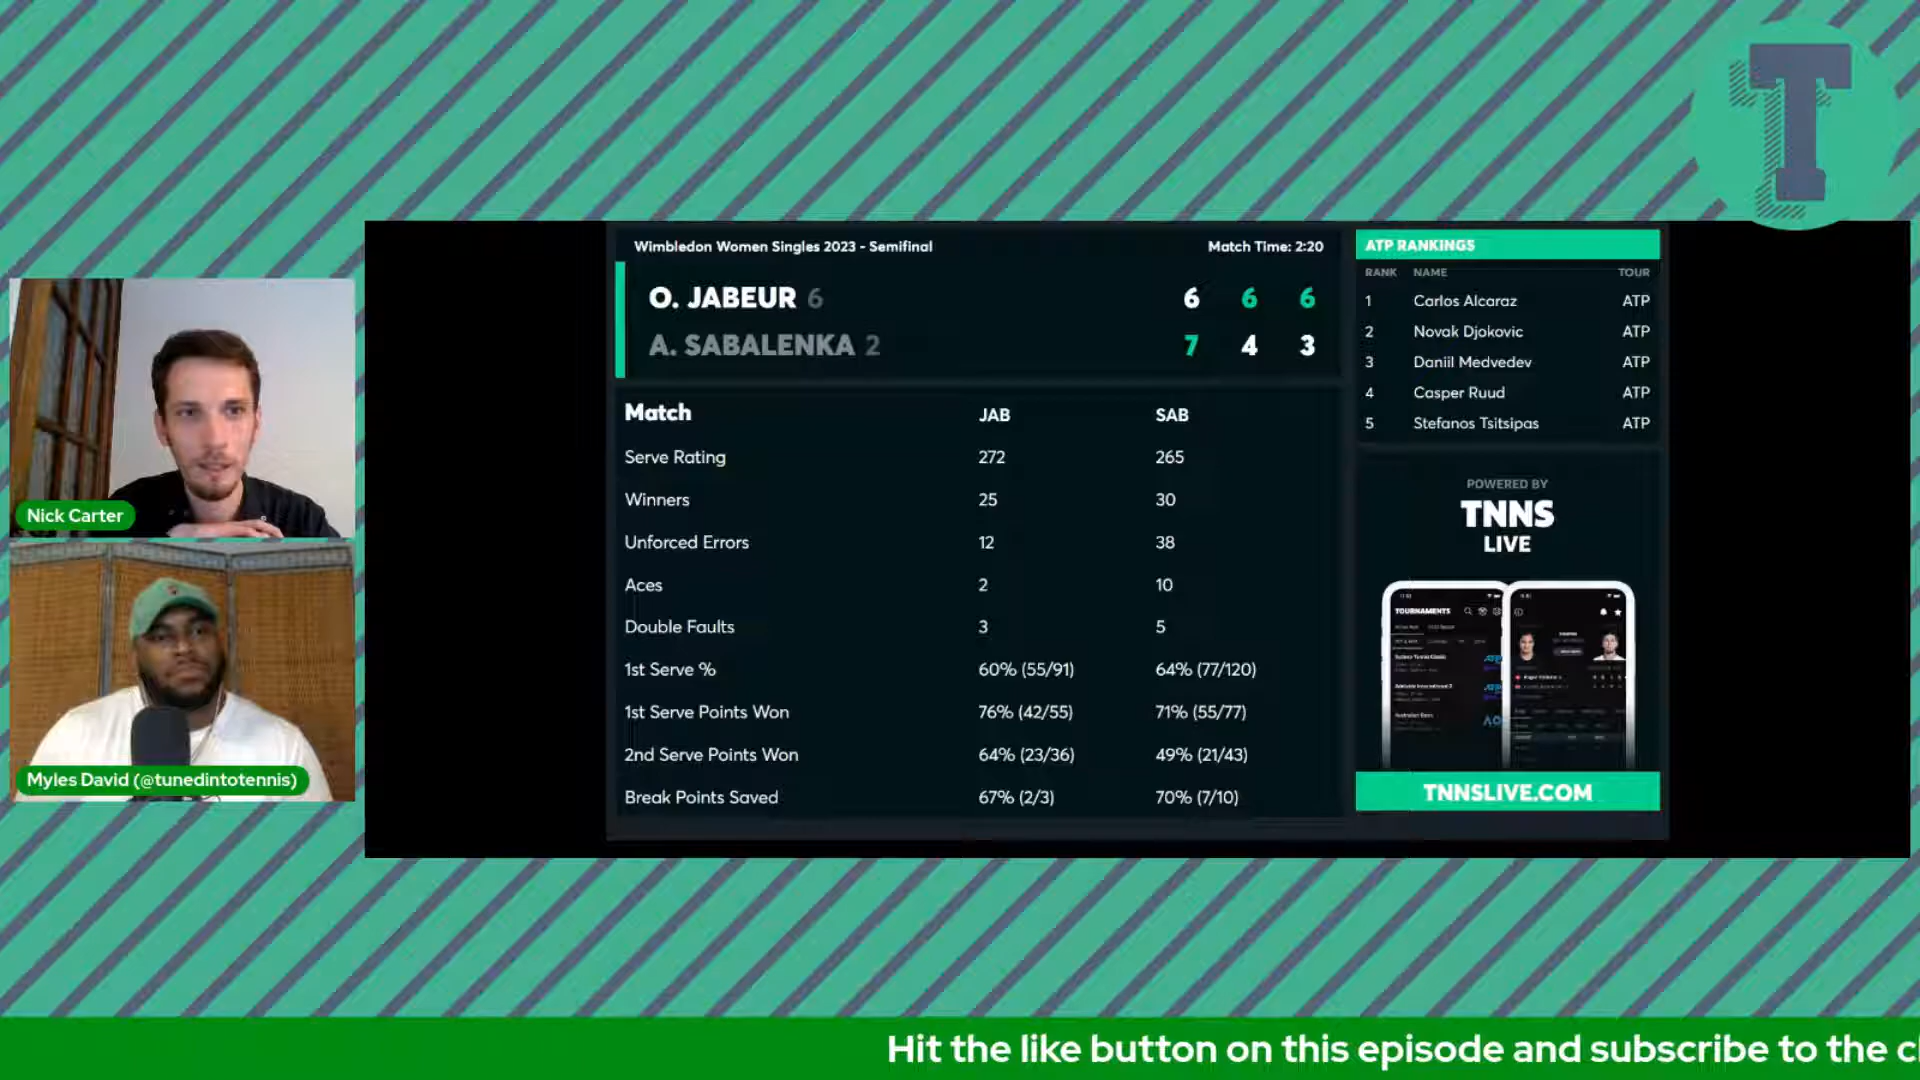 T
Wimbledon Women Singles 2023 - Semifinal
Match Time: 2:20
O. JABEUR 6 6 6 6
A. SABALENKA 2 7 4 3
Match JAB SAB
Serve Rating 272 265
Winners 25 30
Unforced Errors 12 38
Aces 2 10
Double Faults 3 5
1st Serve % 60% (55/91) 64% (77/120)
1st Serve Points Won 76% (42/55) 71% (55/77)
2nd Serve Points Won 64% (23/36) 49% (21/43)
Break Points Saved 67% (2/3) 70% (7/10)
ATP RANKINGS
RANK NAME TOUR
1 Carlos Alcaraz ATP
2 Novak Djokovic ATP
3 Daniil Medvedev ATP
4 Casper Ruud ATP
5 Stefanos Tsitsipas ATP
POWERED BY
TNNS
LIVE
TOURNAMENTS
TNNSLIVE.COM
Nick Carter
Myles David (@tunedintotennis)
Hit the like button on this episode and subscribe to the c